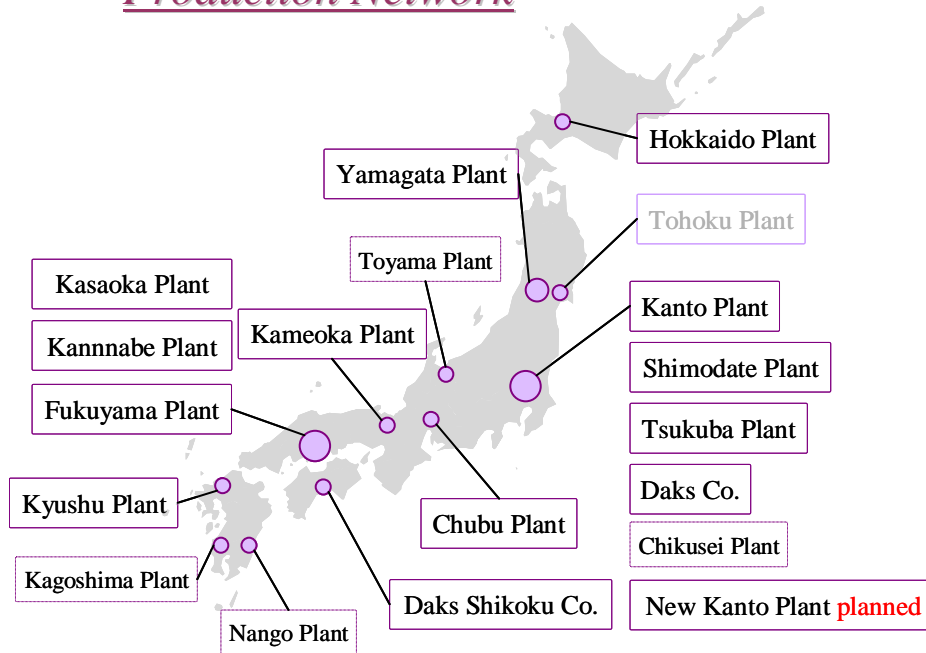 Production Network
Hokkaido Plant
Yamagata Plant
Tohoku Plant
Toyama Plant
Kasaoka Plant
Kanto Plant
Kameoka Plant
Kannnabe Plant
Shimodate Plant
Fukuyama Plant
Tsukuba Plant
Daks Co.
Kyushu Plant
Chubu Plant
Chikusei Plant
Kagoshima Plant
Daks Shikoku Co.
New Kanto Plant planned
Nango Plant